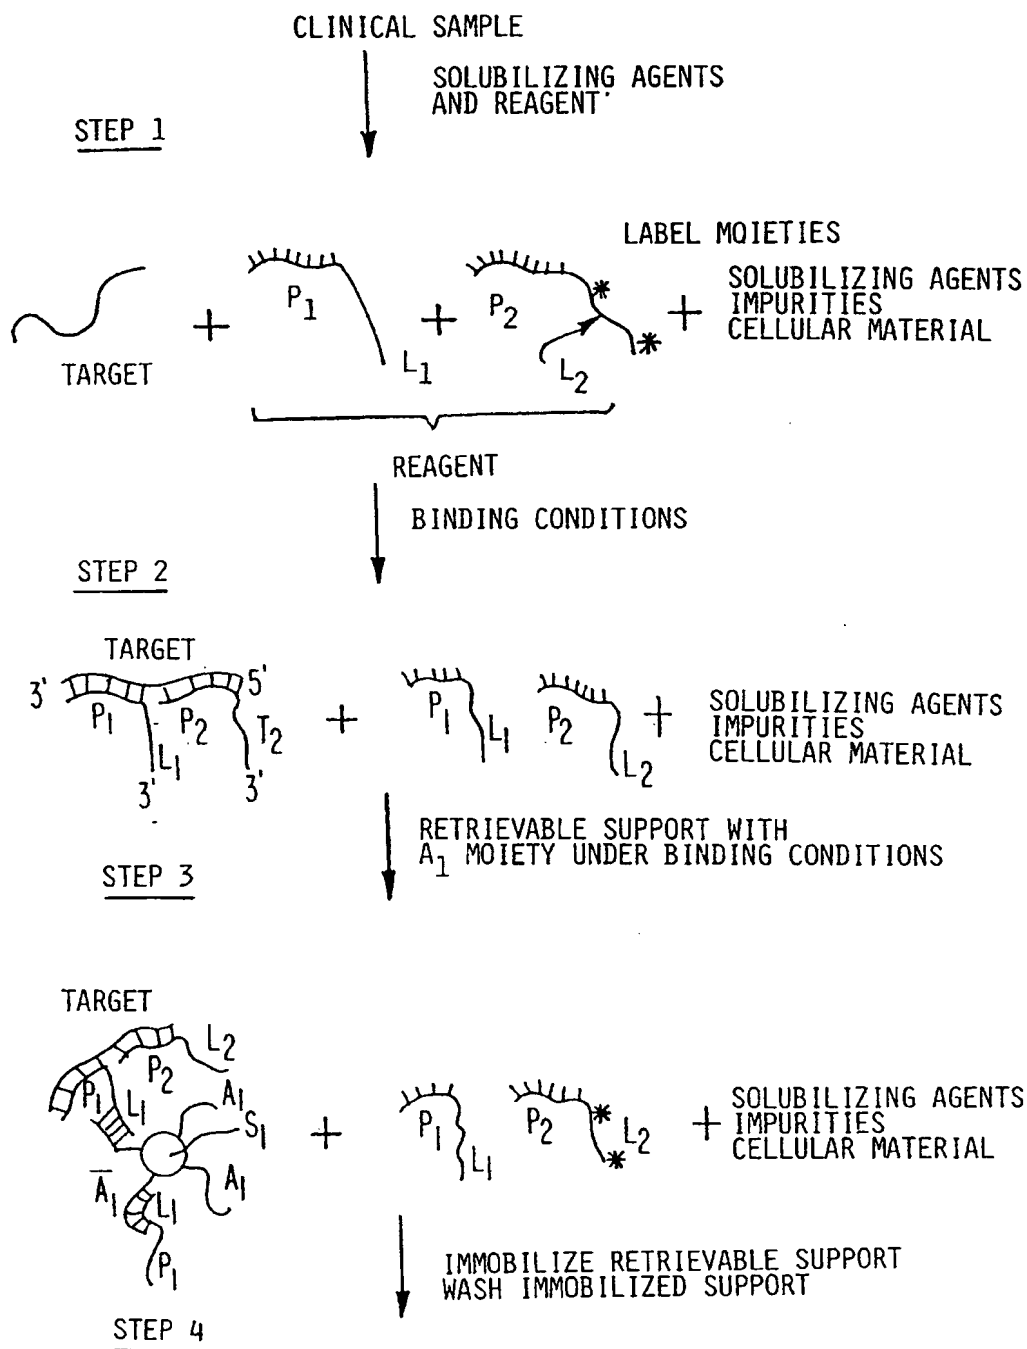 CLINICAL SAMPLE
SOLUBILIZING AGENTS
AND REAGENT
STEP 1
LABEL MOIETIES
SOLUBILIZING AGENTS
IMPURITIES
CELLULAR MATERIAL
TARGET
+
P1
L1
+
P2
L2
*
*
+
REAGENT
BINDING CONDITIONS
STEP 2
TARGET
3'
5'
P1
P2
L1
T2
3'
3'
+
P1
L1
P2
L2
+
SOLUBILIZING AGENTS
IMPURITIES
CELLULAR MATERIAL
RETRIEVABLE SUPPORT WITH
A1 MOIETY UNDER BINDING CONDITIONS
STEP 3
TARGET
L2
P2
P1
L1
A1
S1
A1
A̅1
L1
P1
+
P1
L1
P2
*
*
L2
+
SOLUBILIZING AGENTS
IMPURITIES
CELLULAR MATERIAL
IMMOBILIZE RETRIEVABLE SUPPORT
WASH IMMOBILIZED SUPPORT
STEP 4